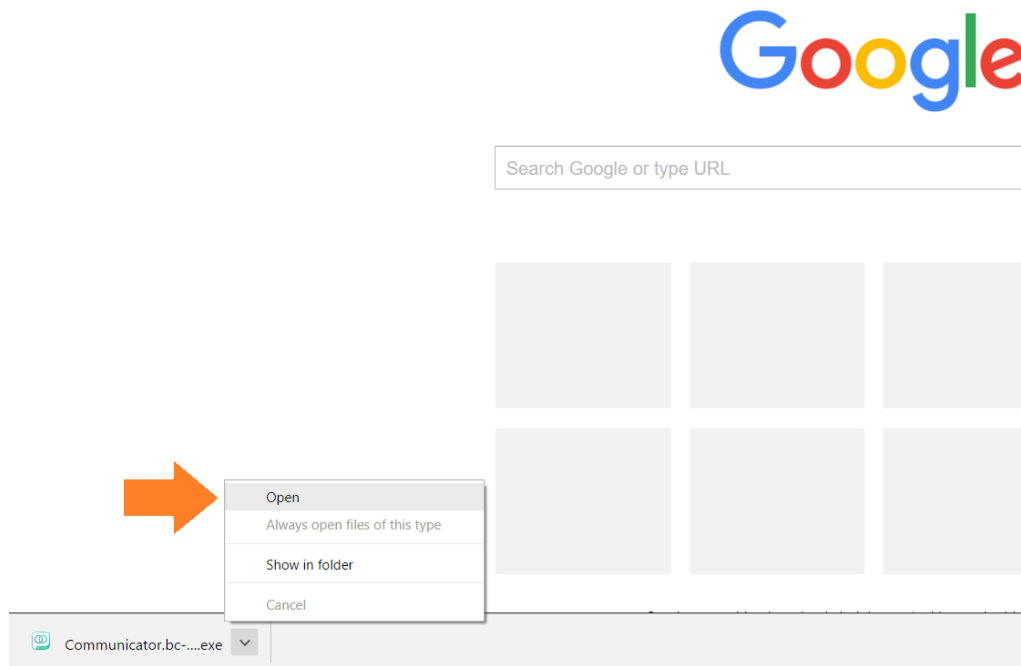 Google
Search Google or type URL
Open
Always open files of this type
Show in folder
Cancel
Communicator.bc-....exe